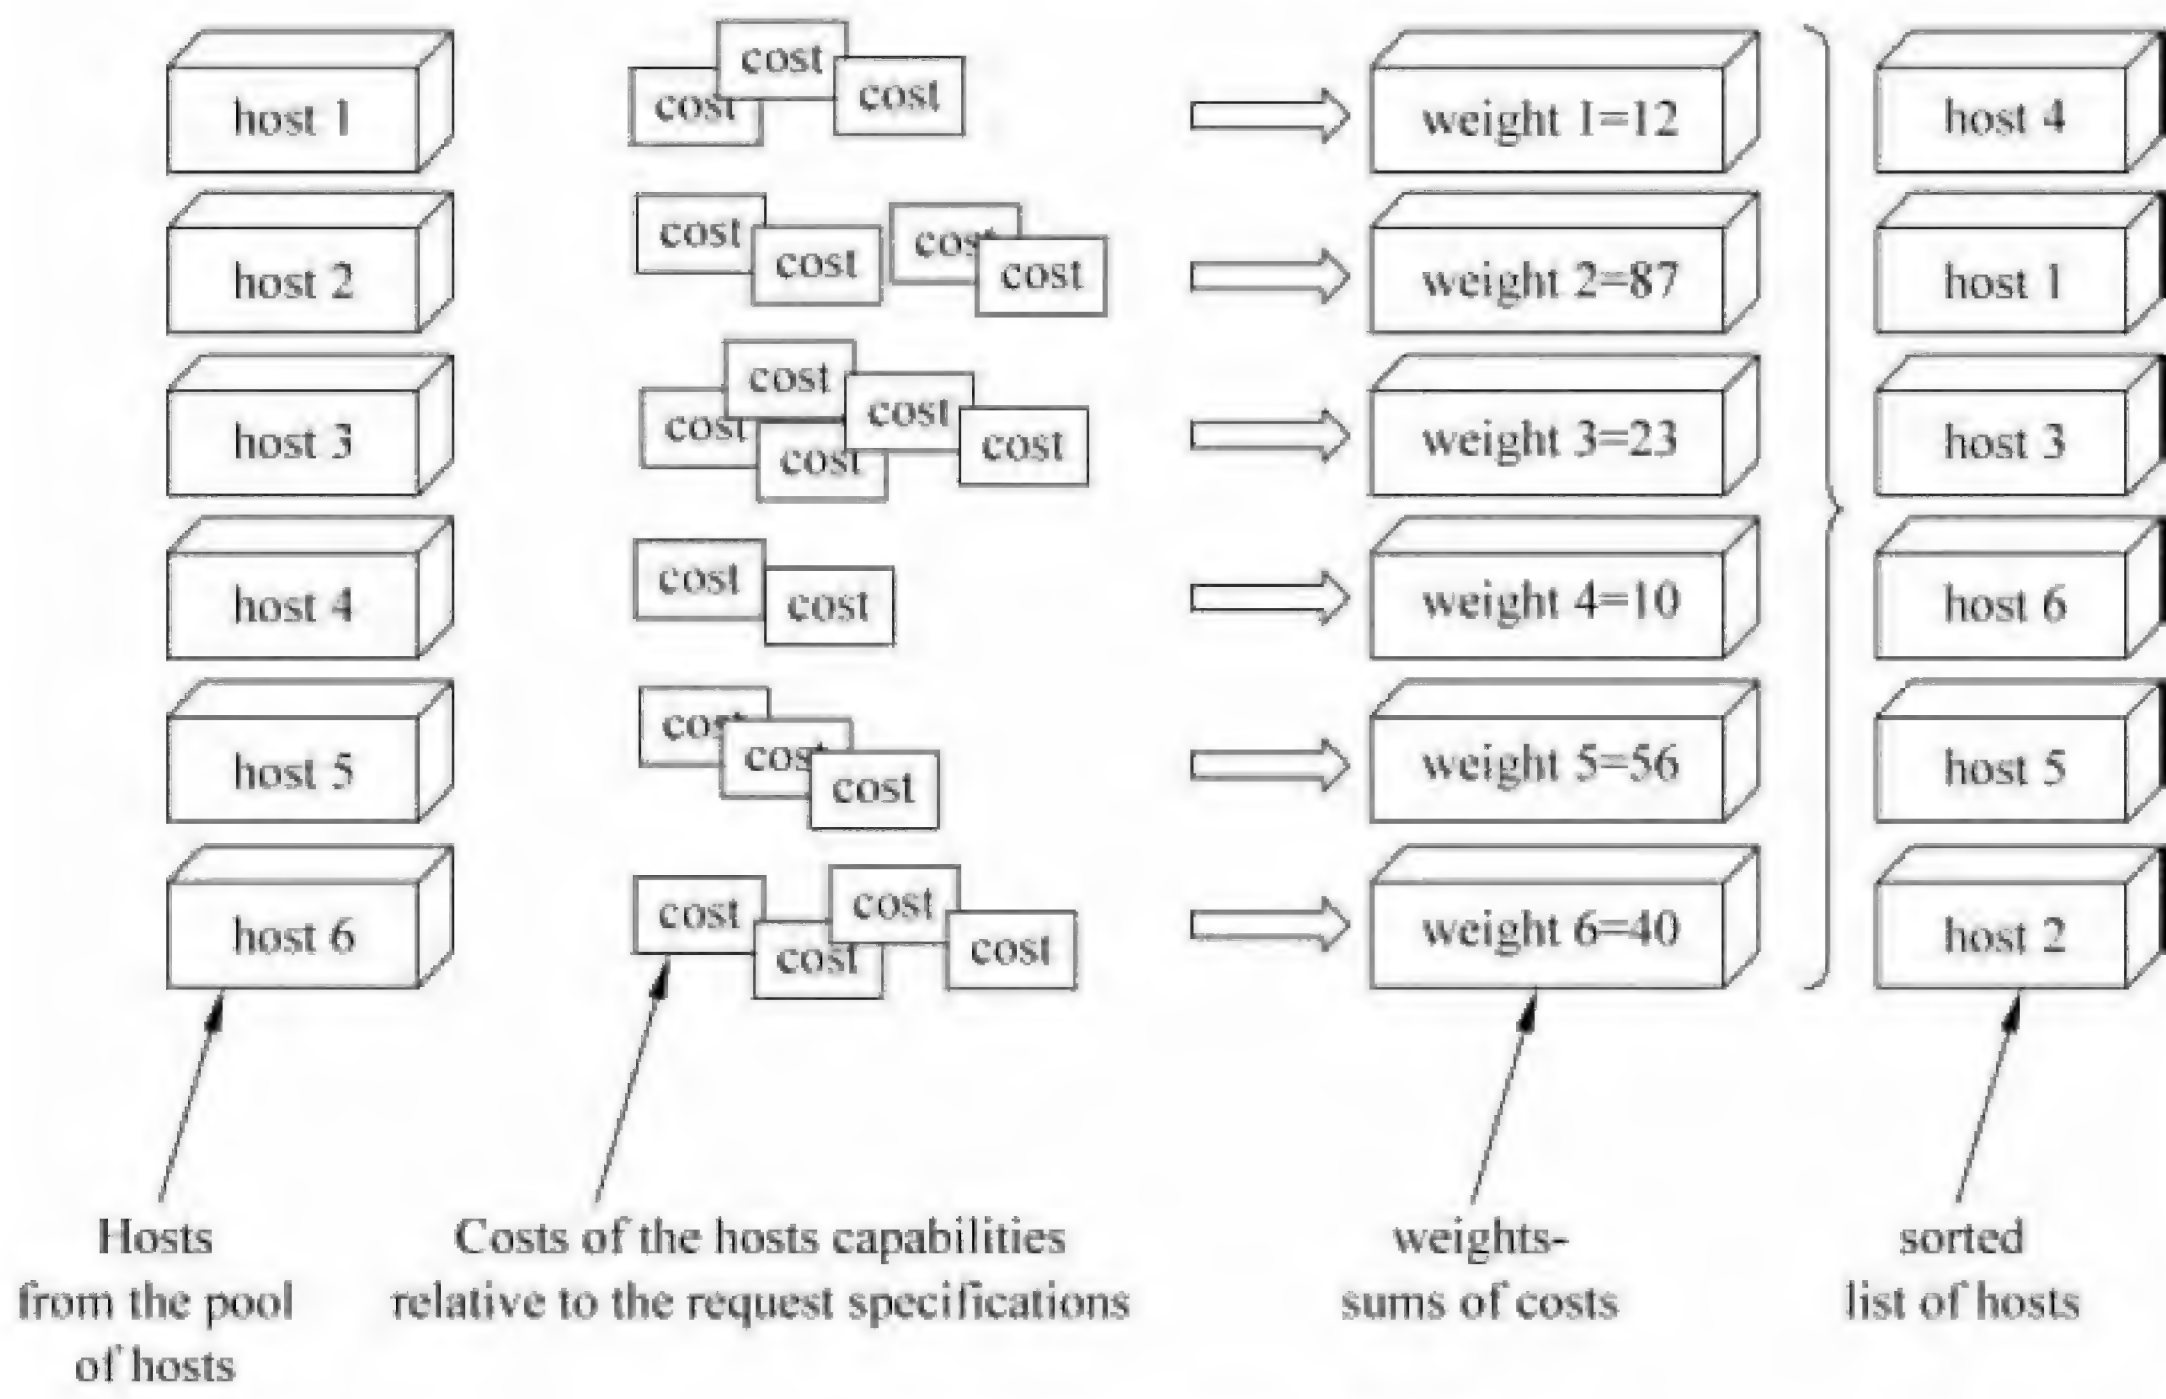 host 1
cost
cost
cost
weight 1=12
host 4
host 2
cost
cost
cost
cost
weight 2=87
host 1
host 3
cost
cost
cost
cost
cost
weight 3=23
host 3
host 4
cost
cost
weight 4=10
host 6
host 5
cost
cost
cost
weight 5=56
host 5
host 6
cost
cost
cost
cost
weight 6=40
host 2
Hosts
from the pool
of hosts
Costs of the hosts capabilities
relative to the request specifications
weights-
sums of costs
sorted
list of hosts